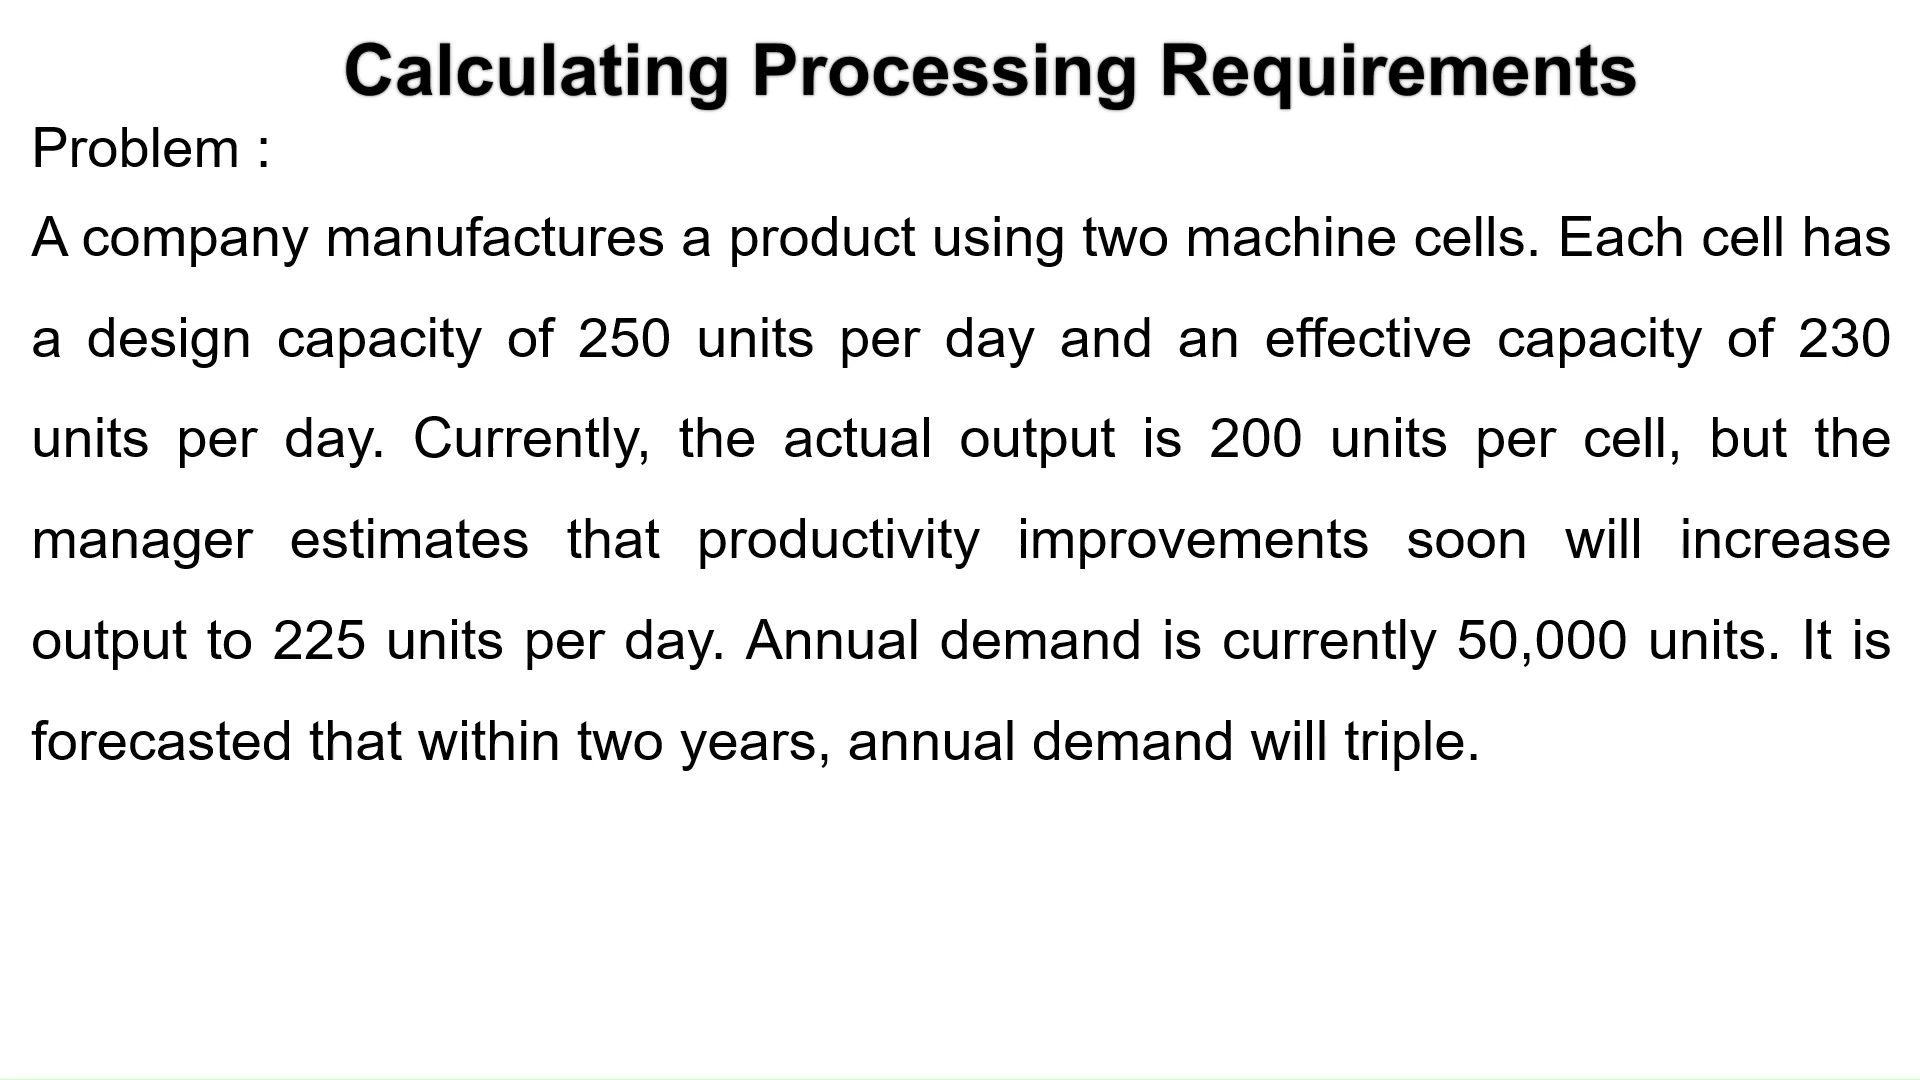 Calculating Processing Requirements
Problem :
A company manufactures a product using two machine cells. Each cell has
a design capacity of 250 units per day and an effective capacity of 230
units per day. Currently, the actual output is 200 units per cell, but the
manager estimates that productivity improvements soon will increase
output to 225 units per day. Annual demand is currently 50,000 units. It is
forecasted that within two years, annual demand will triple.